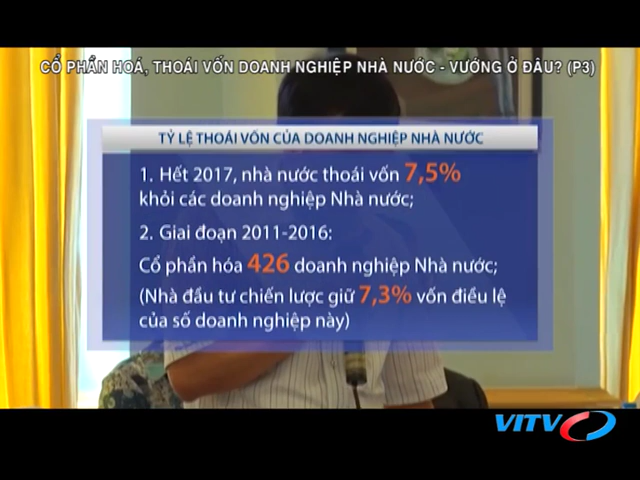 CỔ PHẦN HOÁ, THOÁI VỐN DOANH NGHIỆP NHÀ NƯỚC - VƯỚNG Ở ĐÂU? (P3)
TỶ LỆ THOÁI VỐN CỦA DOANH NGHIỆP NHÀ NƯỚC
1. Hết 2017, nhà nước thoái vốn 7,5%
khỏi các doanh nghiệp Nhà nước;
2. Giai đoạn 2011-2016:
Cổ phần hóa 426 doanh nghiệp Nhà nước;
(Nhà đầu tư chiến lược giữ 7,3% vốn điều lệ
của số doanh nghiệp này)
VITV